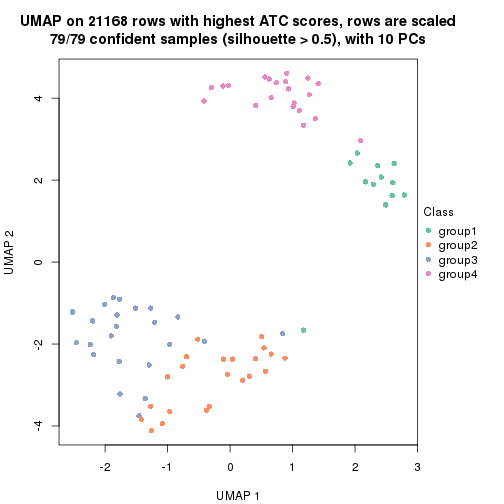 UMAP on 21168 rows with highest ATC scores, rows are scaled
79/79 confident samples (silhouette > 0.5), with 10 PCs
4
2
0
-2
-4
UMAP 2
-2
-1
0
1
2
3
UMAP 1
Class
group1
group2
group3
group4